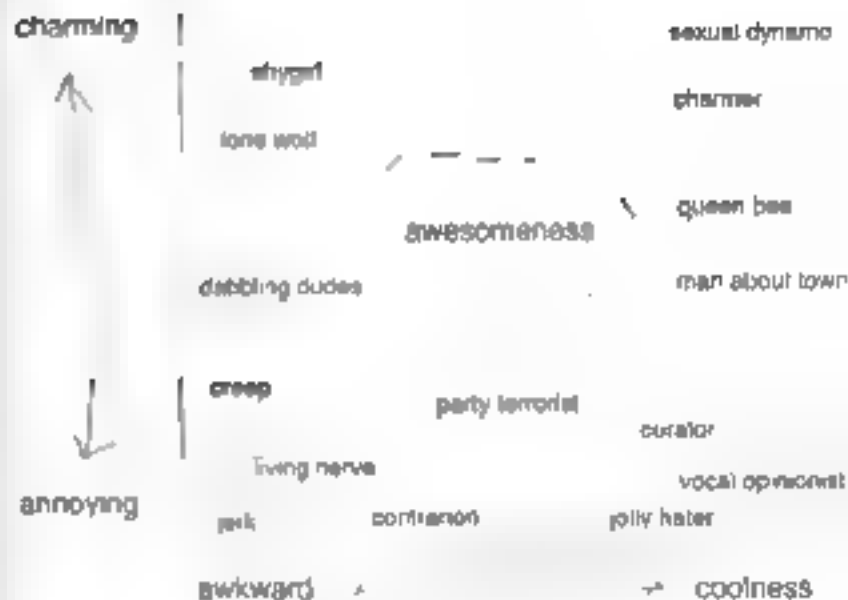 charming
sexual dynamo
shygirl
charmer
lone wolf
queen bee
awesomeness
dabbling dudes
man about town
creep
party terrorist
curator
living nerve
vocal opinionist
annoying
jerk
contrarian
jolly hater
awkward
coolness